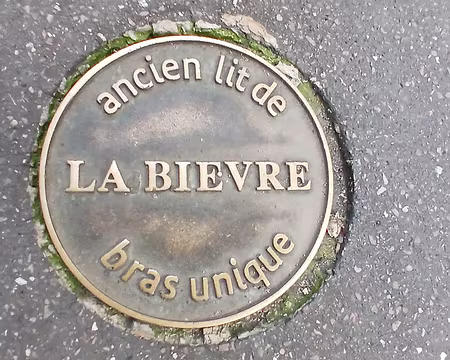 ancien lit de
LA BIEVRE
bras unique